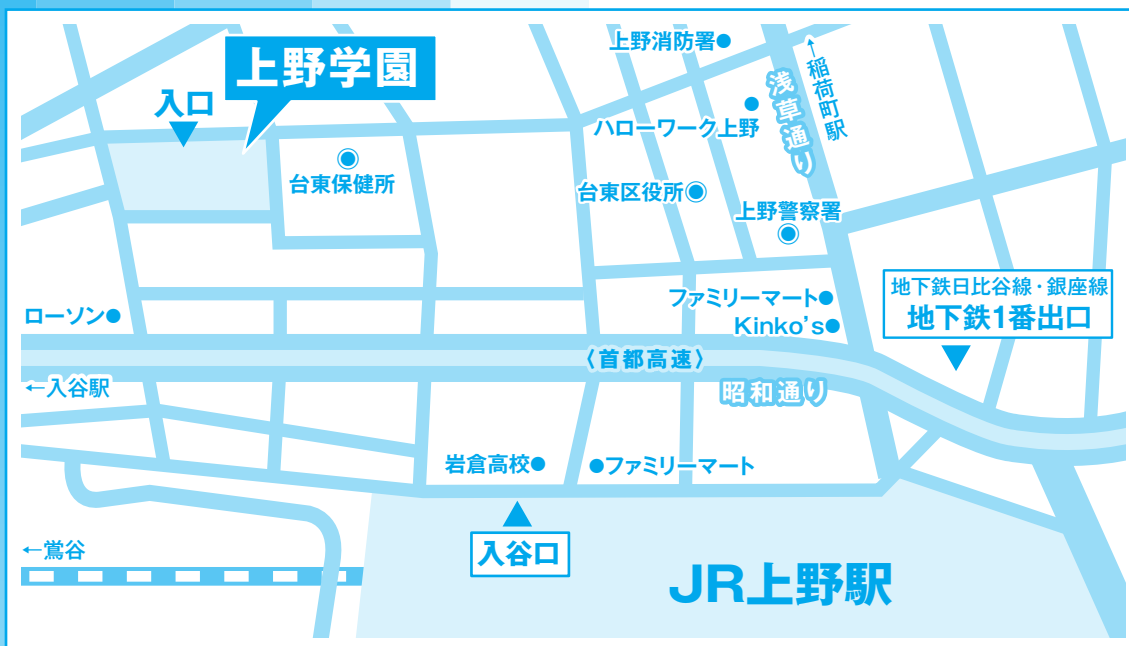 上野学園
入口
上野消防署
←稲荷町駅
浅草通り
ハローワーク上野
台東保健所
台東区役所
上野警察署
地下鉄日比谷線・銀座線
地下鉄1番出口
ファミリーマート
Kinko's
ローソン
〈首都高速〉
昭和通り
←入谷駅
岩倉高校
ファミリーマート
入谷口
←鶯谷
JR上野駅